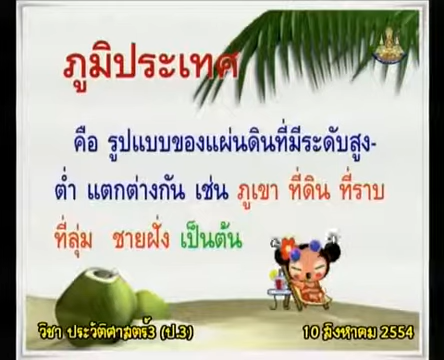 ภูมิประเทศ
คือ รูปแบบของแผ่นดินที่มีระดับสูง-
ต่ำ แตกต่างกัน เช่น ภูเขา ที่ดิน ที่ราบ
ที่ลุ่ม ชายฝั่ง เป็นต้น
วิชา ประวัติศาสตร์3 (ป.3)
10 สิงหาคม 2554